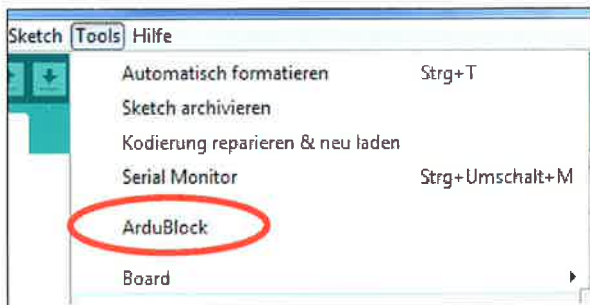 Sketch Tools Hilfe
Automatisch formatieren Strg+T
Sketch archivieren
Kodierung reparieren & neu laden
Serial Monitor Strg+Umschalt+M
ArduBlock
Board